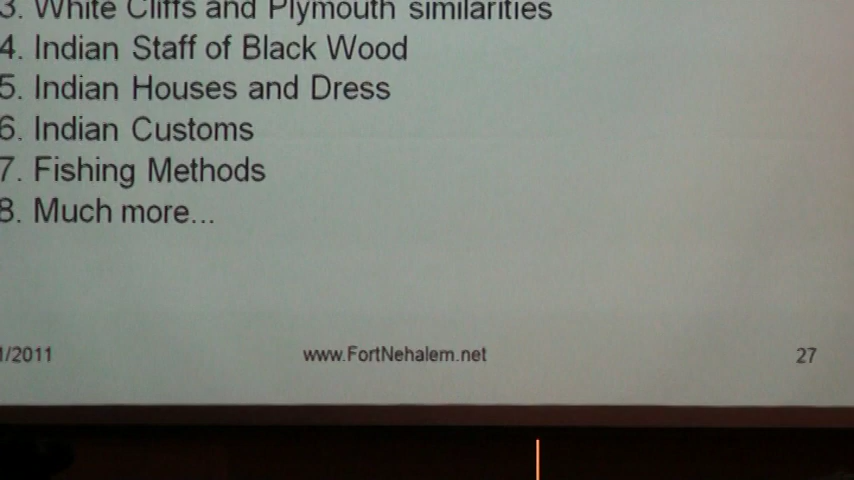 3. White Cliffs and Plymouth similarities
4. Indian Staff of Black Wood
5. Indian Houses and Dress
6. Indian Customs
7. Fishing Methods
8. Much more...
1/2011 www.FortNehalem.net 27